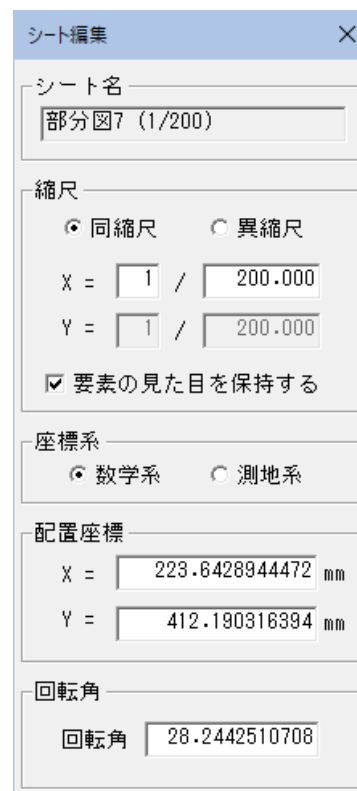 シート編集
シート名
部分図7 (1/200)
縮尺
同縮尺 異縮尺
X = 1 / 200.000
Y = 1 / 200.000
要素の見た目を保持する
座標系
数学系 測地系
配置座標
X = 223.6428944472 mm
Y = 412.190316394 mm
回転角
回転角 28.2442510708